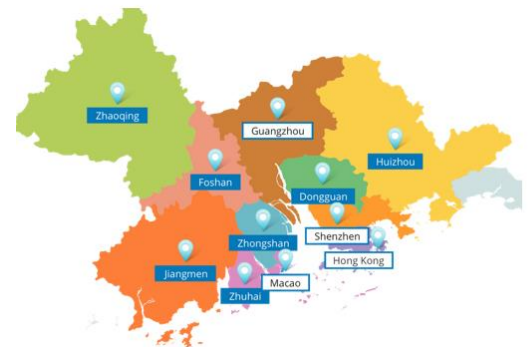 Zhaoqing
Guangzhou
Huizhou
Foshan
Dongguan
Shenzhen
Zhongshan
Hong Kong
Jiangmen
Macao
Zhuhai